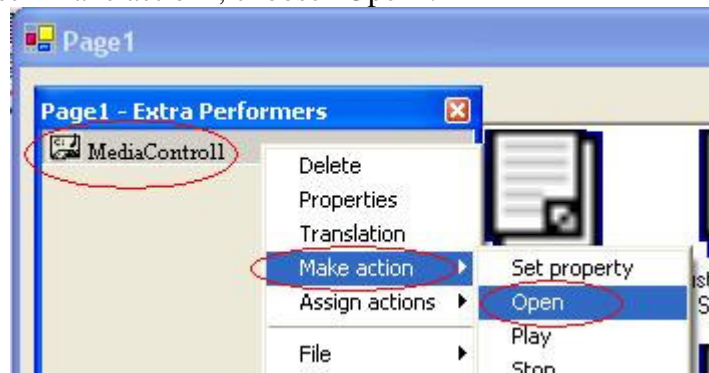 Page1
Page1 - Extra Performers
MediaControl1
Delete
Properties
Translation
Make action
Set property
Assign actions
Open
Play
File
Stop